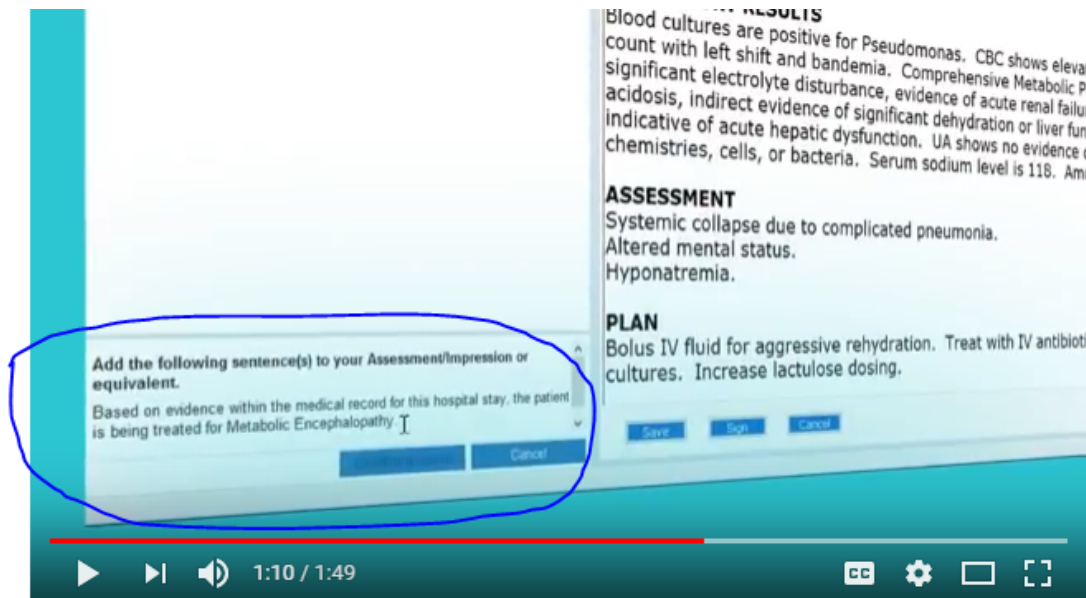 RESULTS
Blood cultures are positive for Pseudomonas. CBC shows
count with left shift and bandemia. Comprehensive Metabolic
significant electrolyte disturbance, evidence of acute renal
acidosis, indirect evidence of significant dehydration or liver
indicative of acute hepatic dysfunction. UA shows no evidence
chemistries, cells, or bacteria. Serum sodium level is 118.
ASSESSMENT
Systemic collapse due to complicated pneumonia.
Altered mental status.
Hyponatremia.
PLAN
Bolus IV fluid for aggressive rehydration. Treat with IV
cultures. Increase lactulose dosing.
Save Sign Cancel
Add the following sentence(s) to your Assessment/Impression or
equivalent.
Based on evidence within the medical record for this hospital stay, the patient
is being treated for Metabolic Encephalopathy
Cancel
1:10 / 1:49
CC